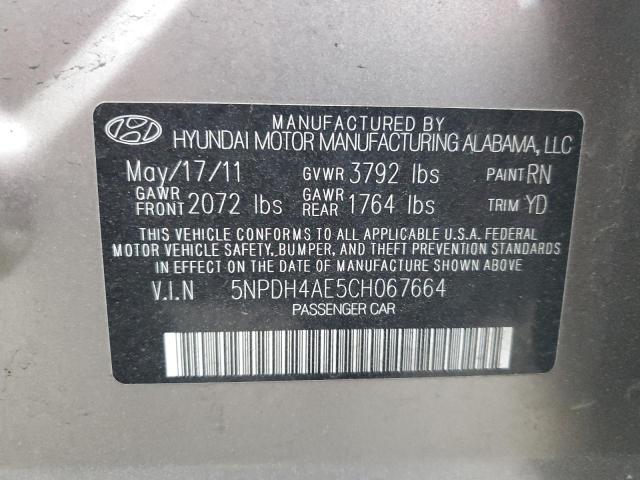 MANUFACTURED BY
HYUNDAI MOTOR MANUFACTURING ALABAMA, LLC
May/17/11 GVWR 3792 lbs PAINT RN
GAWR FRONT 2072 lbs GAWR REAR 1764 lbs TRIM YD
THIS VEHICLE CONFORMS TO ALL APPLICABLE U.S.A. FEDERAL
MOTOR VEHICLE SAFETY, BUMPER, AND THEFT PREVENTION STANDARDS
IN EFFECT ON THE DATE OF MANUFACTURE SHOWN ABOVE.
V.I.N 5NPDH4AE5CH067664
PASSENGER CAR